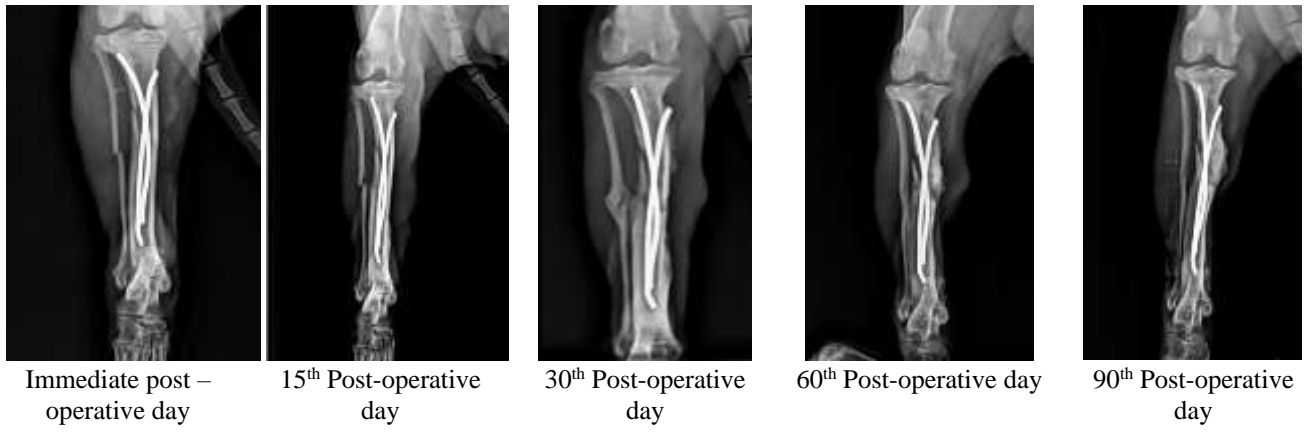 Immediate post –
operative day
15th Post-operative
day
30th Post-operative
day
60th Post-operative day
90th Post-operative
day